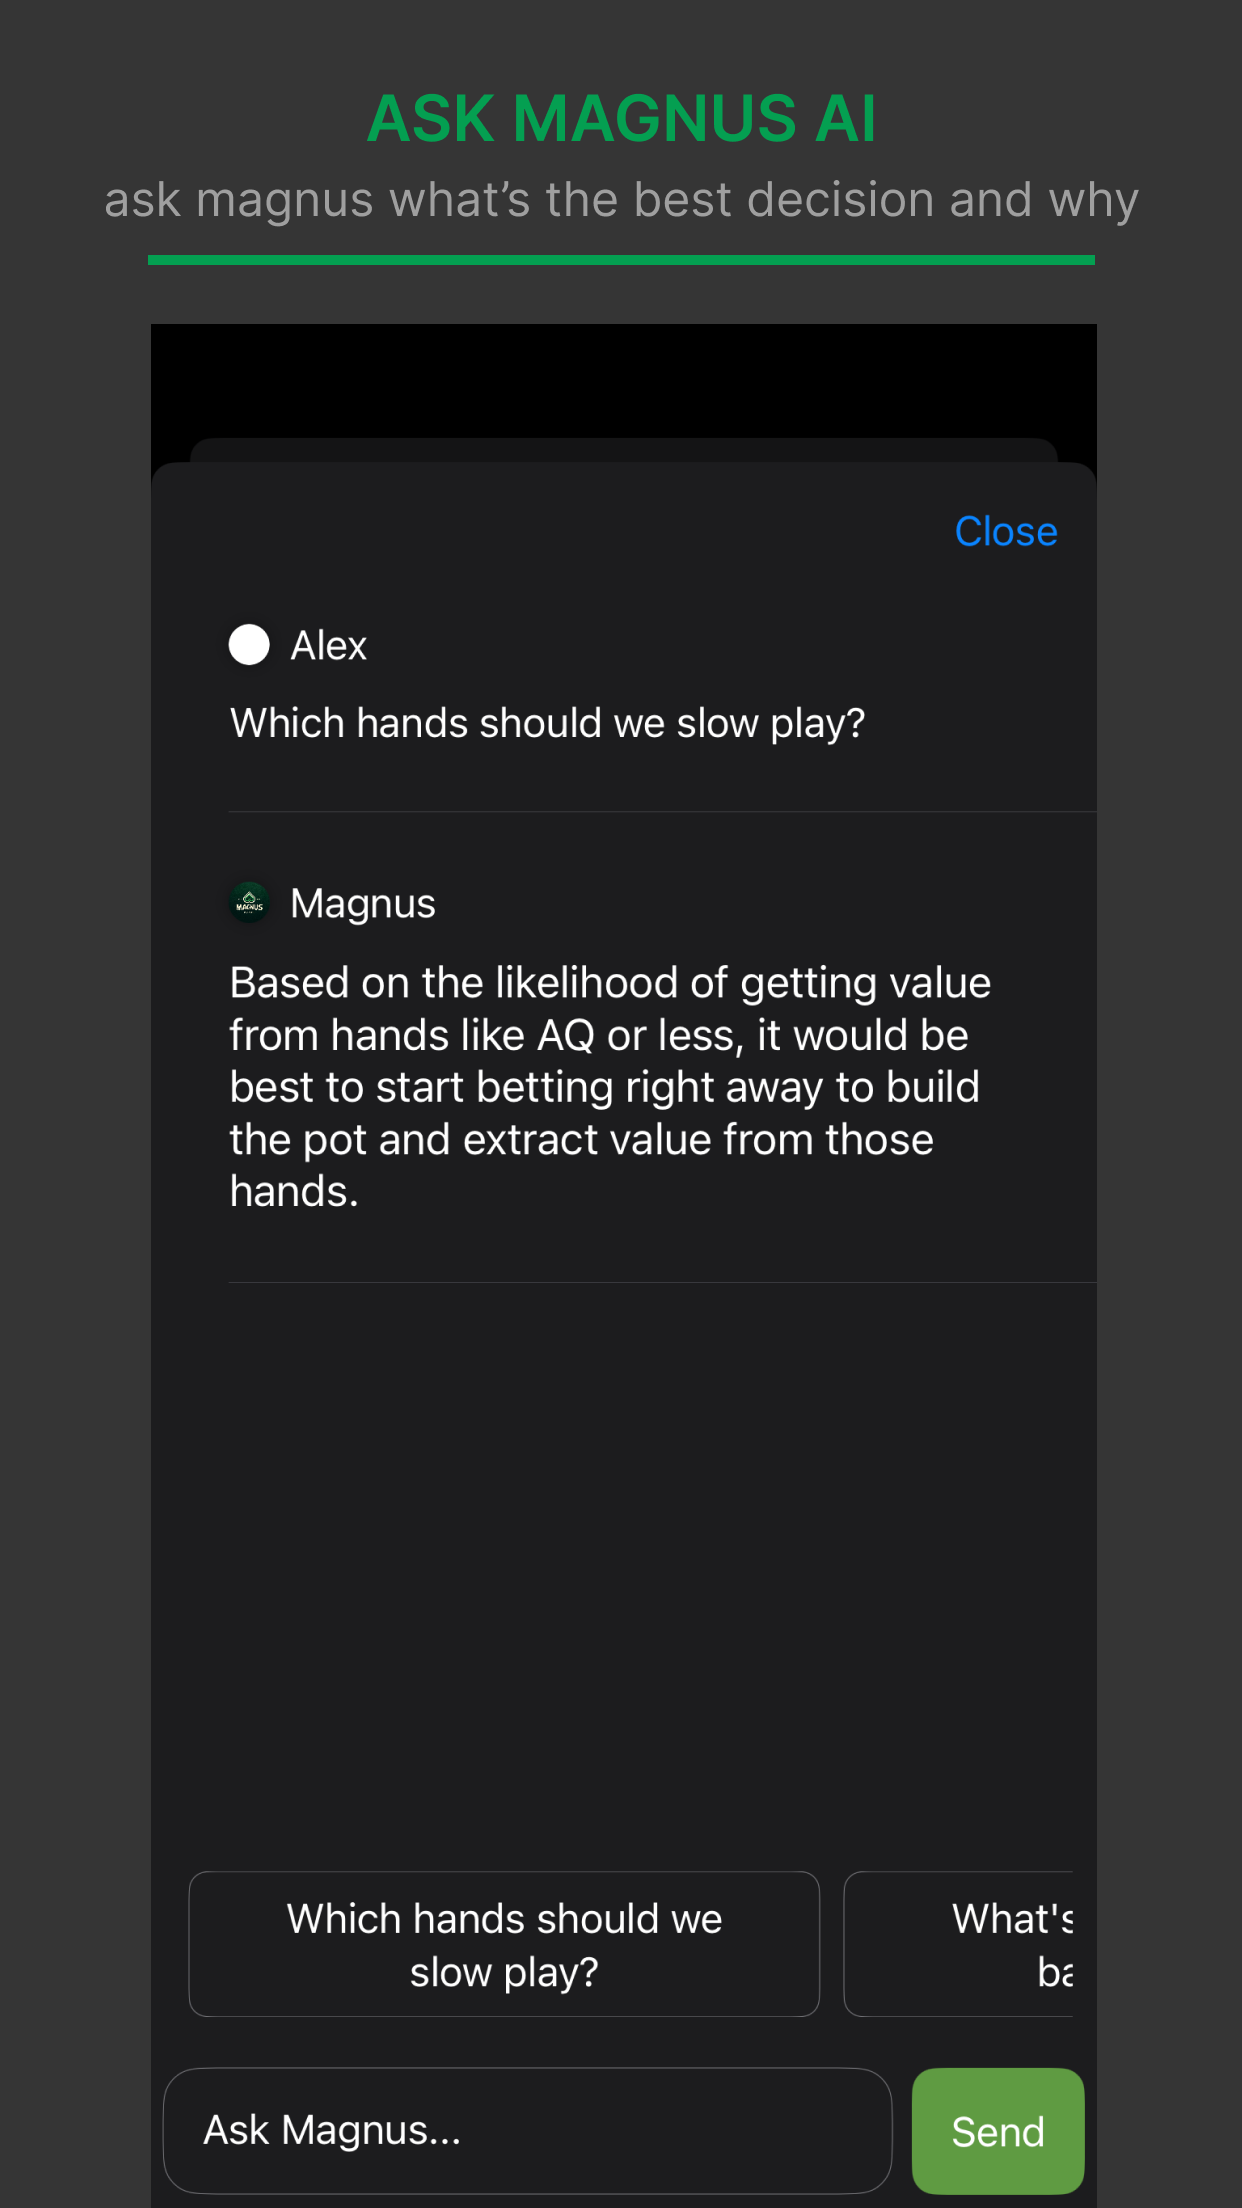 ASK MAGNUS AI
ask magnus what’s the best decision and why
Close
Alex
Which hands should we slow play?
MAGNUS
Magnus
Based on the likelihood of getting value
from hands like AQ or less, it would be
best to start betting right away to build
the pot and extract value from those
hands.
Which hands should we
slow play?
What's
ba
Ask Magnus...
Send